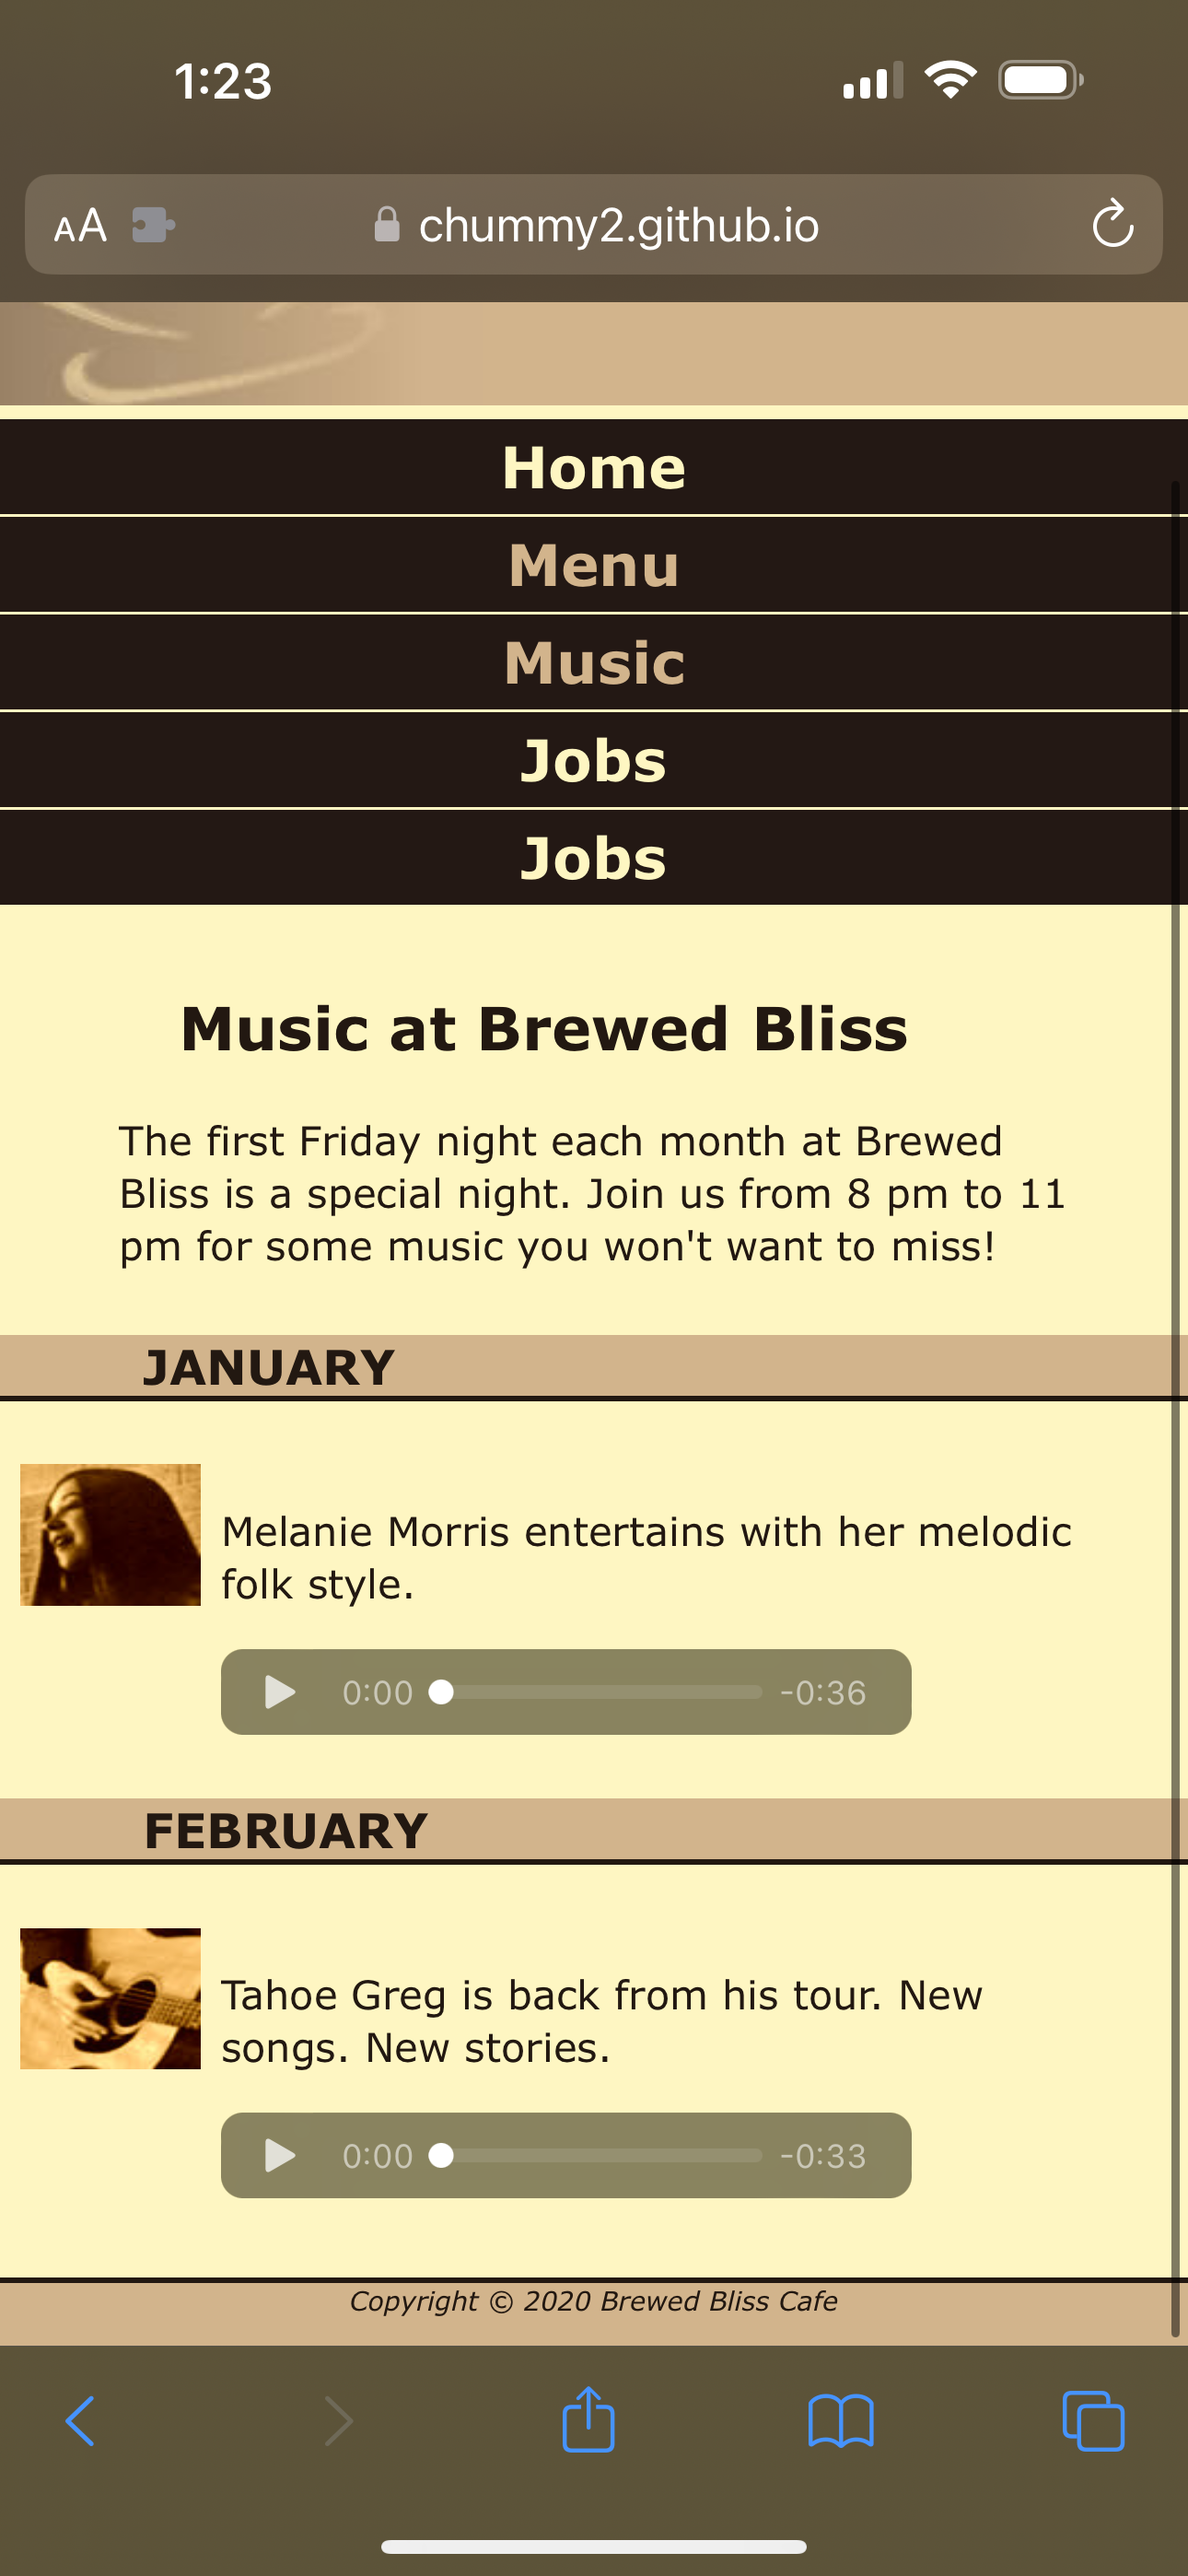 1:23
AA chummy2.github.io
Home
Menu
Music
Jobs
Jobs
Music at Brewed Bliss
The first Friday night each month at Brewed
Bliss is a special night. Join us from 8 pm to 11
pm for some music you won't want to miss!
JANUARY
Melanie Morris entertains with her melodic
folk style.
0:00 -0:36
FEBRUARY
Tahoe Greg is back from his tour. New
songs. New stories.
0:00 -0:33
Copyright © 2020 Brewed Bliss Cafe